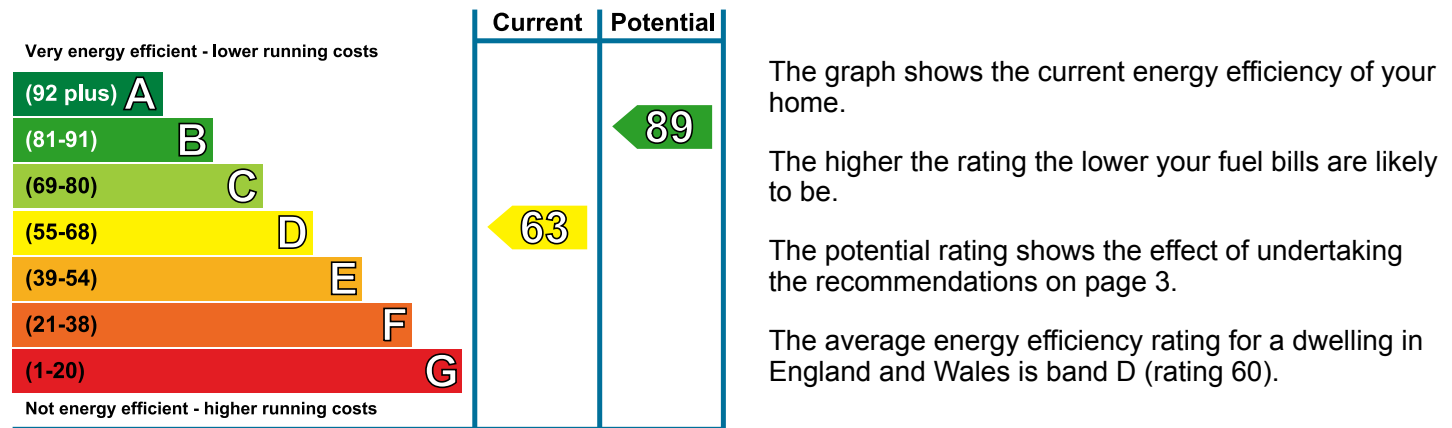 Current Potential
Very energy efficient - lower running costs
(92 plus) A
(81-91) B
89
(69-80) C
(55-68) D
63
(39-54) E
(21-38) F
(1-20) G
Not energy efficient - higher running costs
The graph shows the current energy efficiency of your
home.
The higher the rating the lower your fuel bills are likely
to be.
The potential rating shows the effect of undertaking
the recommendations on page 3.
The average energy efficiency rating for a dwelling in
England and Wales is band D (rating 60).